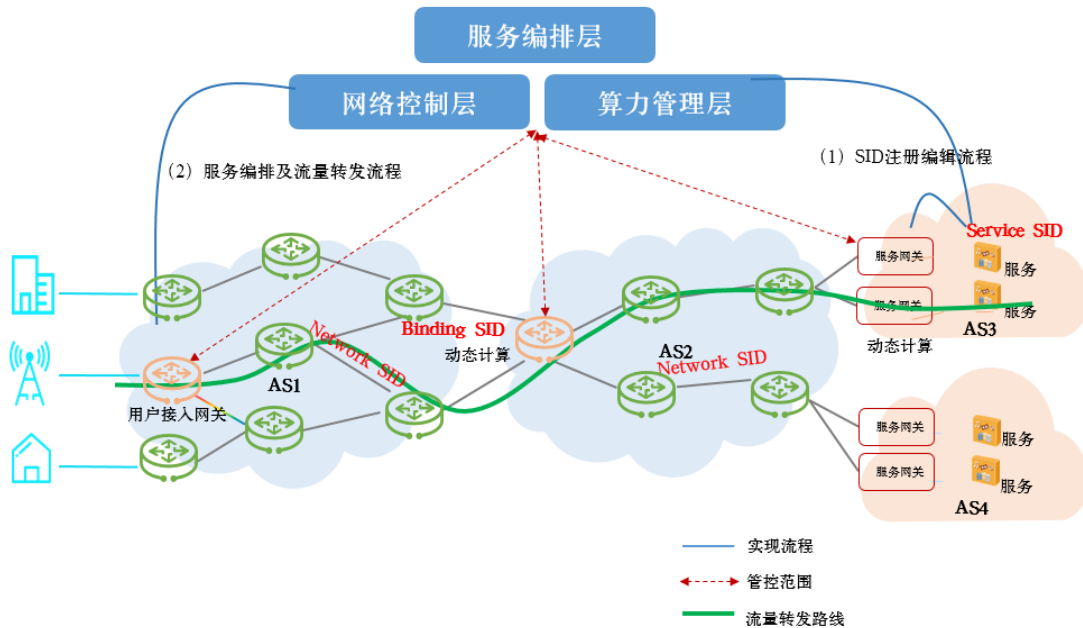 服务编排层
网络控制层
算力管理层
（2）服务编排及流量转发流程
（1）SID注册编辑流程
Service SID
服务网关
服务
Network SID
Binding SID
服务网关
服务
AS3
动态计算
AS2
动态计算
AS1
Network SID
用户接入网关
服务网关
服务
服务网关
服务
AS4
实现流程
管控范围
流量转发路线